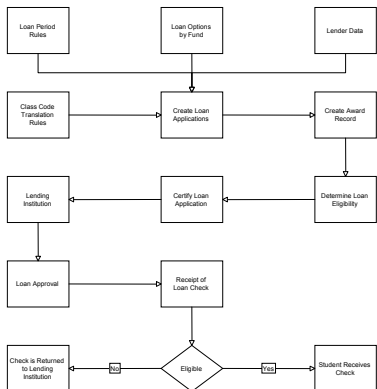 Loan Period
Rules
Loan Options
by Fund
Lender Data
Class Code
Translation
Rules
Create Loan
Applications
Create Award
Record
Lending
Institution
Certify Loan
Application
Determine Loan
Eligibility
Loan Approval
Receipt of
Loan Check
Check is Returned
to Lending
Institution
No
Eligible
Yes
Student Receives
Check